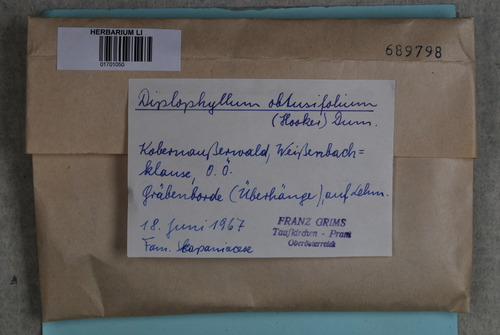 HERBARIUM LI
01701050
689798
Diplophyllum obtusifolium
(Hooker) Dum.
Kobernaußerwald, Weißenbach=
klause, O.Ö.
Gräbenborde (Überhänge), auf Lehm.
18. Juni 1967
Fam. Scapaniaceae
FRANZ GRIMS
Taufkirchen - Pram
Oberösterreich